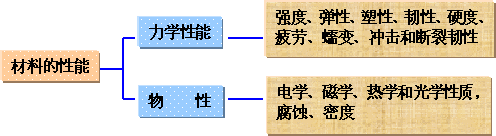 材料的性能
力学性能
强度、弹性、塑性、韧性、硬度、
疲劳、蠕变、冲击和断裂韧性
物 性
电学、磁学、热学和光学性质，
腐蚀、密度